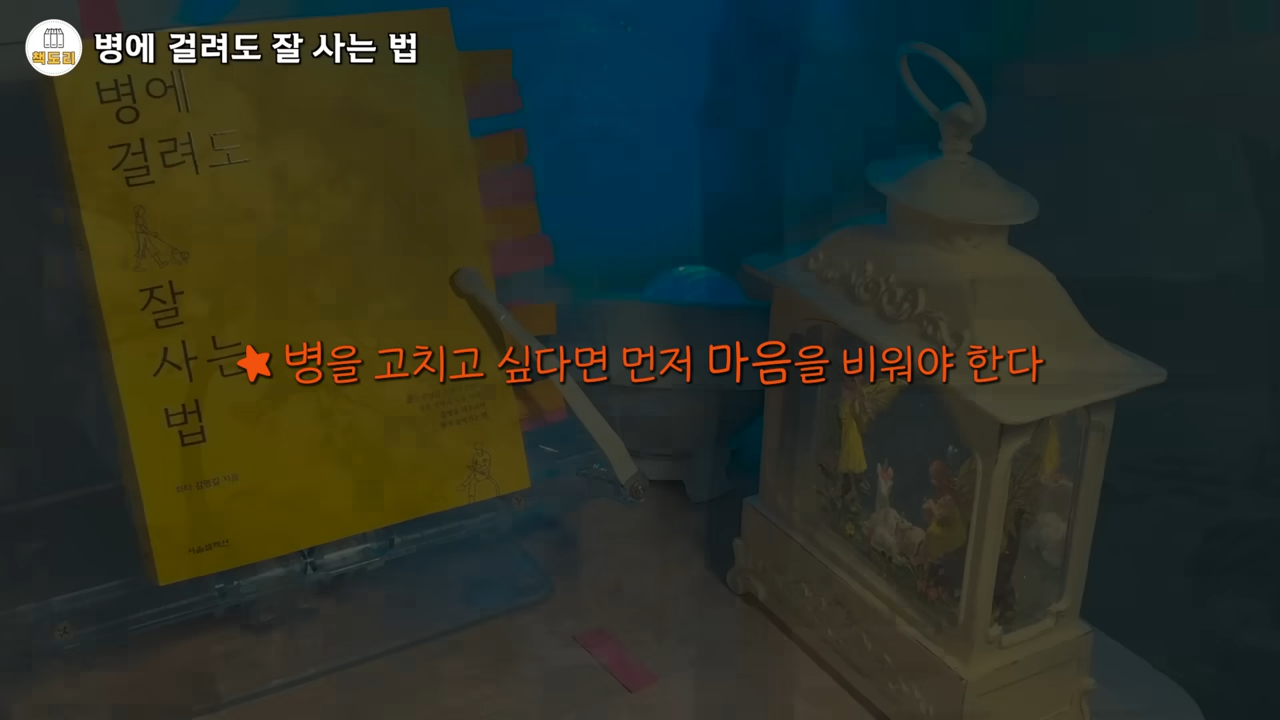 책도리
병에 걸려도 잘 사는 법
병에
걸려도
잘
사는
법
★ 병을 고치고 싶다면 먼저 마음을 비워야 한다